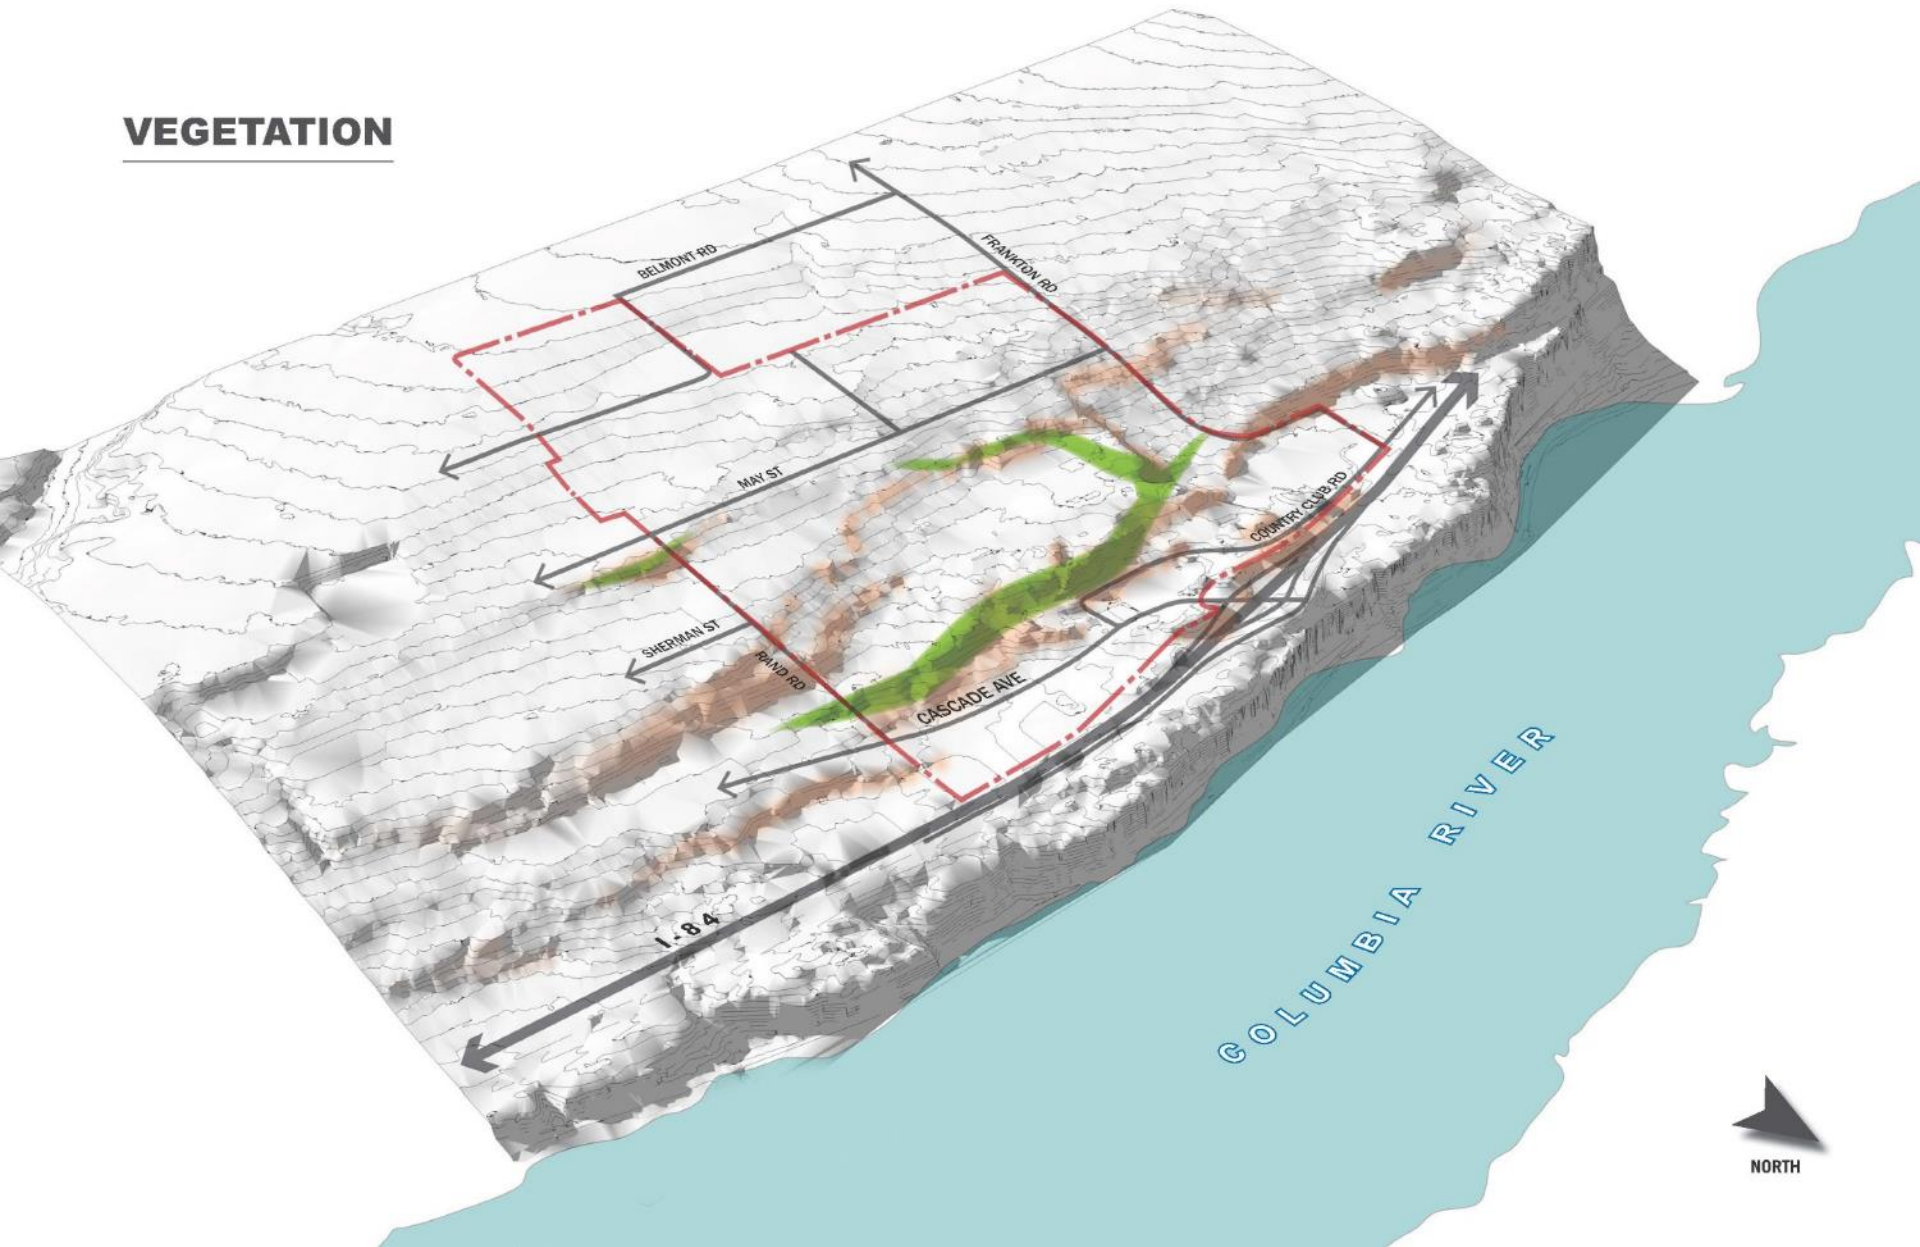 VEGETATION
BELMONT RD
FRANKTON RD
MAY ST
COUNTRY CLUB RD
SHERMAN ST
RAND RD
CASCADE AVE
I-84
COLUMBIA RIVER
NORTH